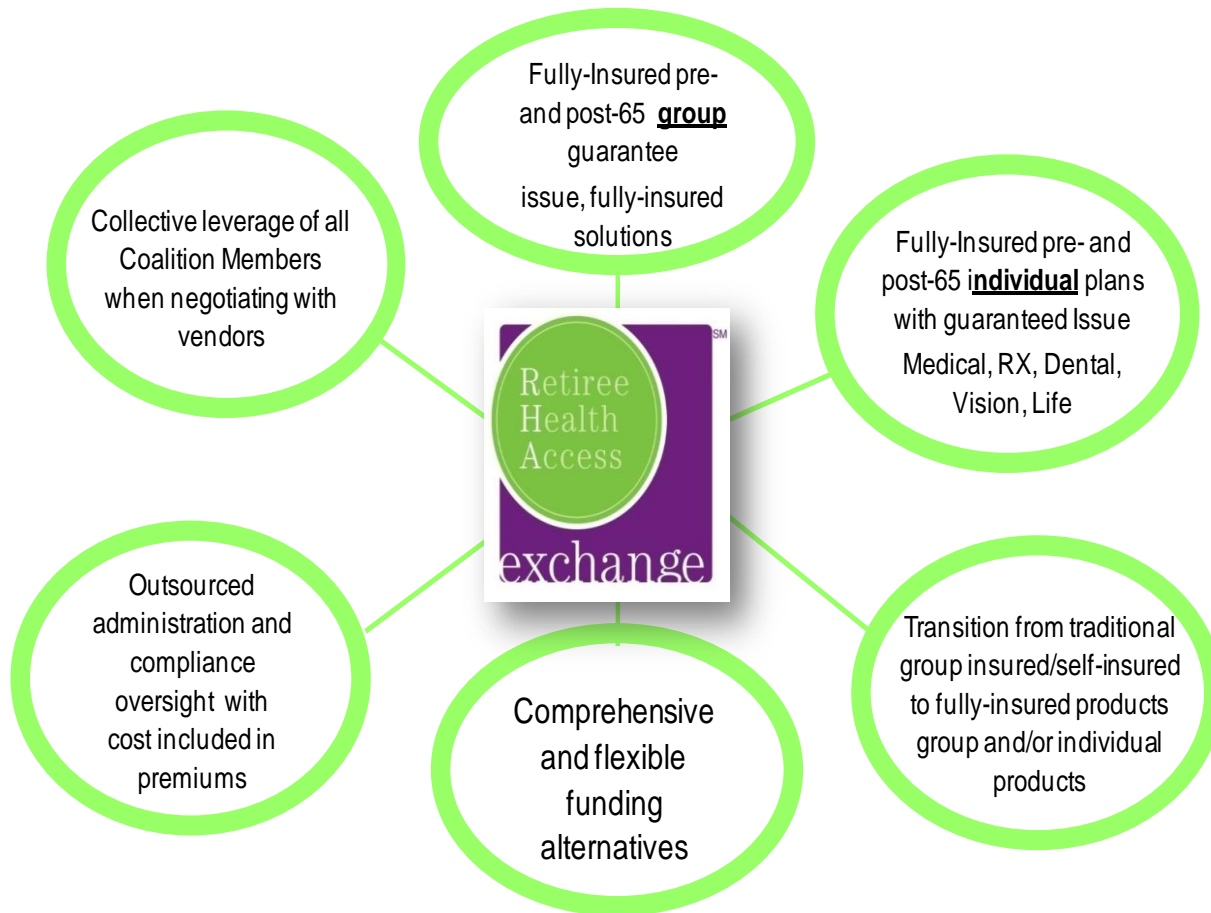 Fully-Insured pre-
and post-65 group
guarantee
issue, fully-insured
solutions
Collective leverage of all
Coalition Members
when negotiating with
vendors
Fully-Insured pre- and
post-65 individual plans
with guaranteed Issue
Medical, RX, Dental,
Vision, Life
SM
Retiree
Health
Access
exchange
Outsourced
administration and
compliance
oversight with
cost included in
premiums
Comprehensive
and flexible
funding
alternatives
Transition from traditional
group insured/self-insured
to fully-insured products
group and/or individual
products